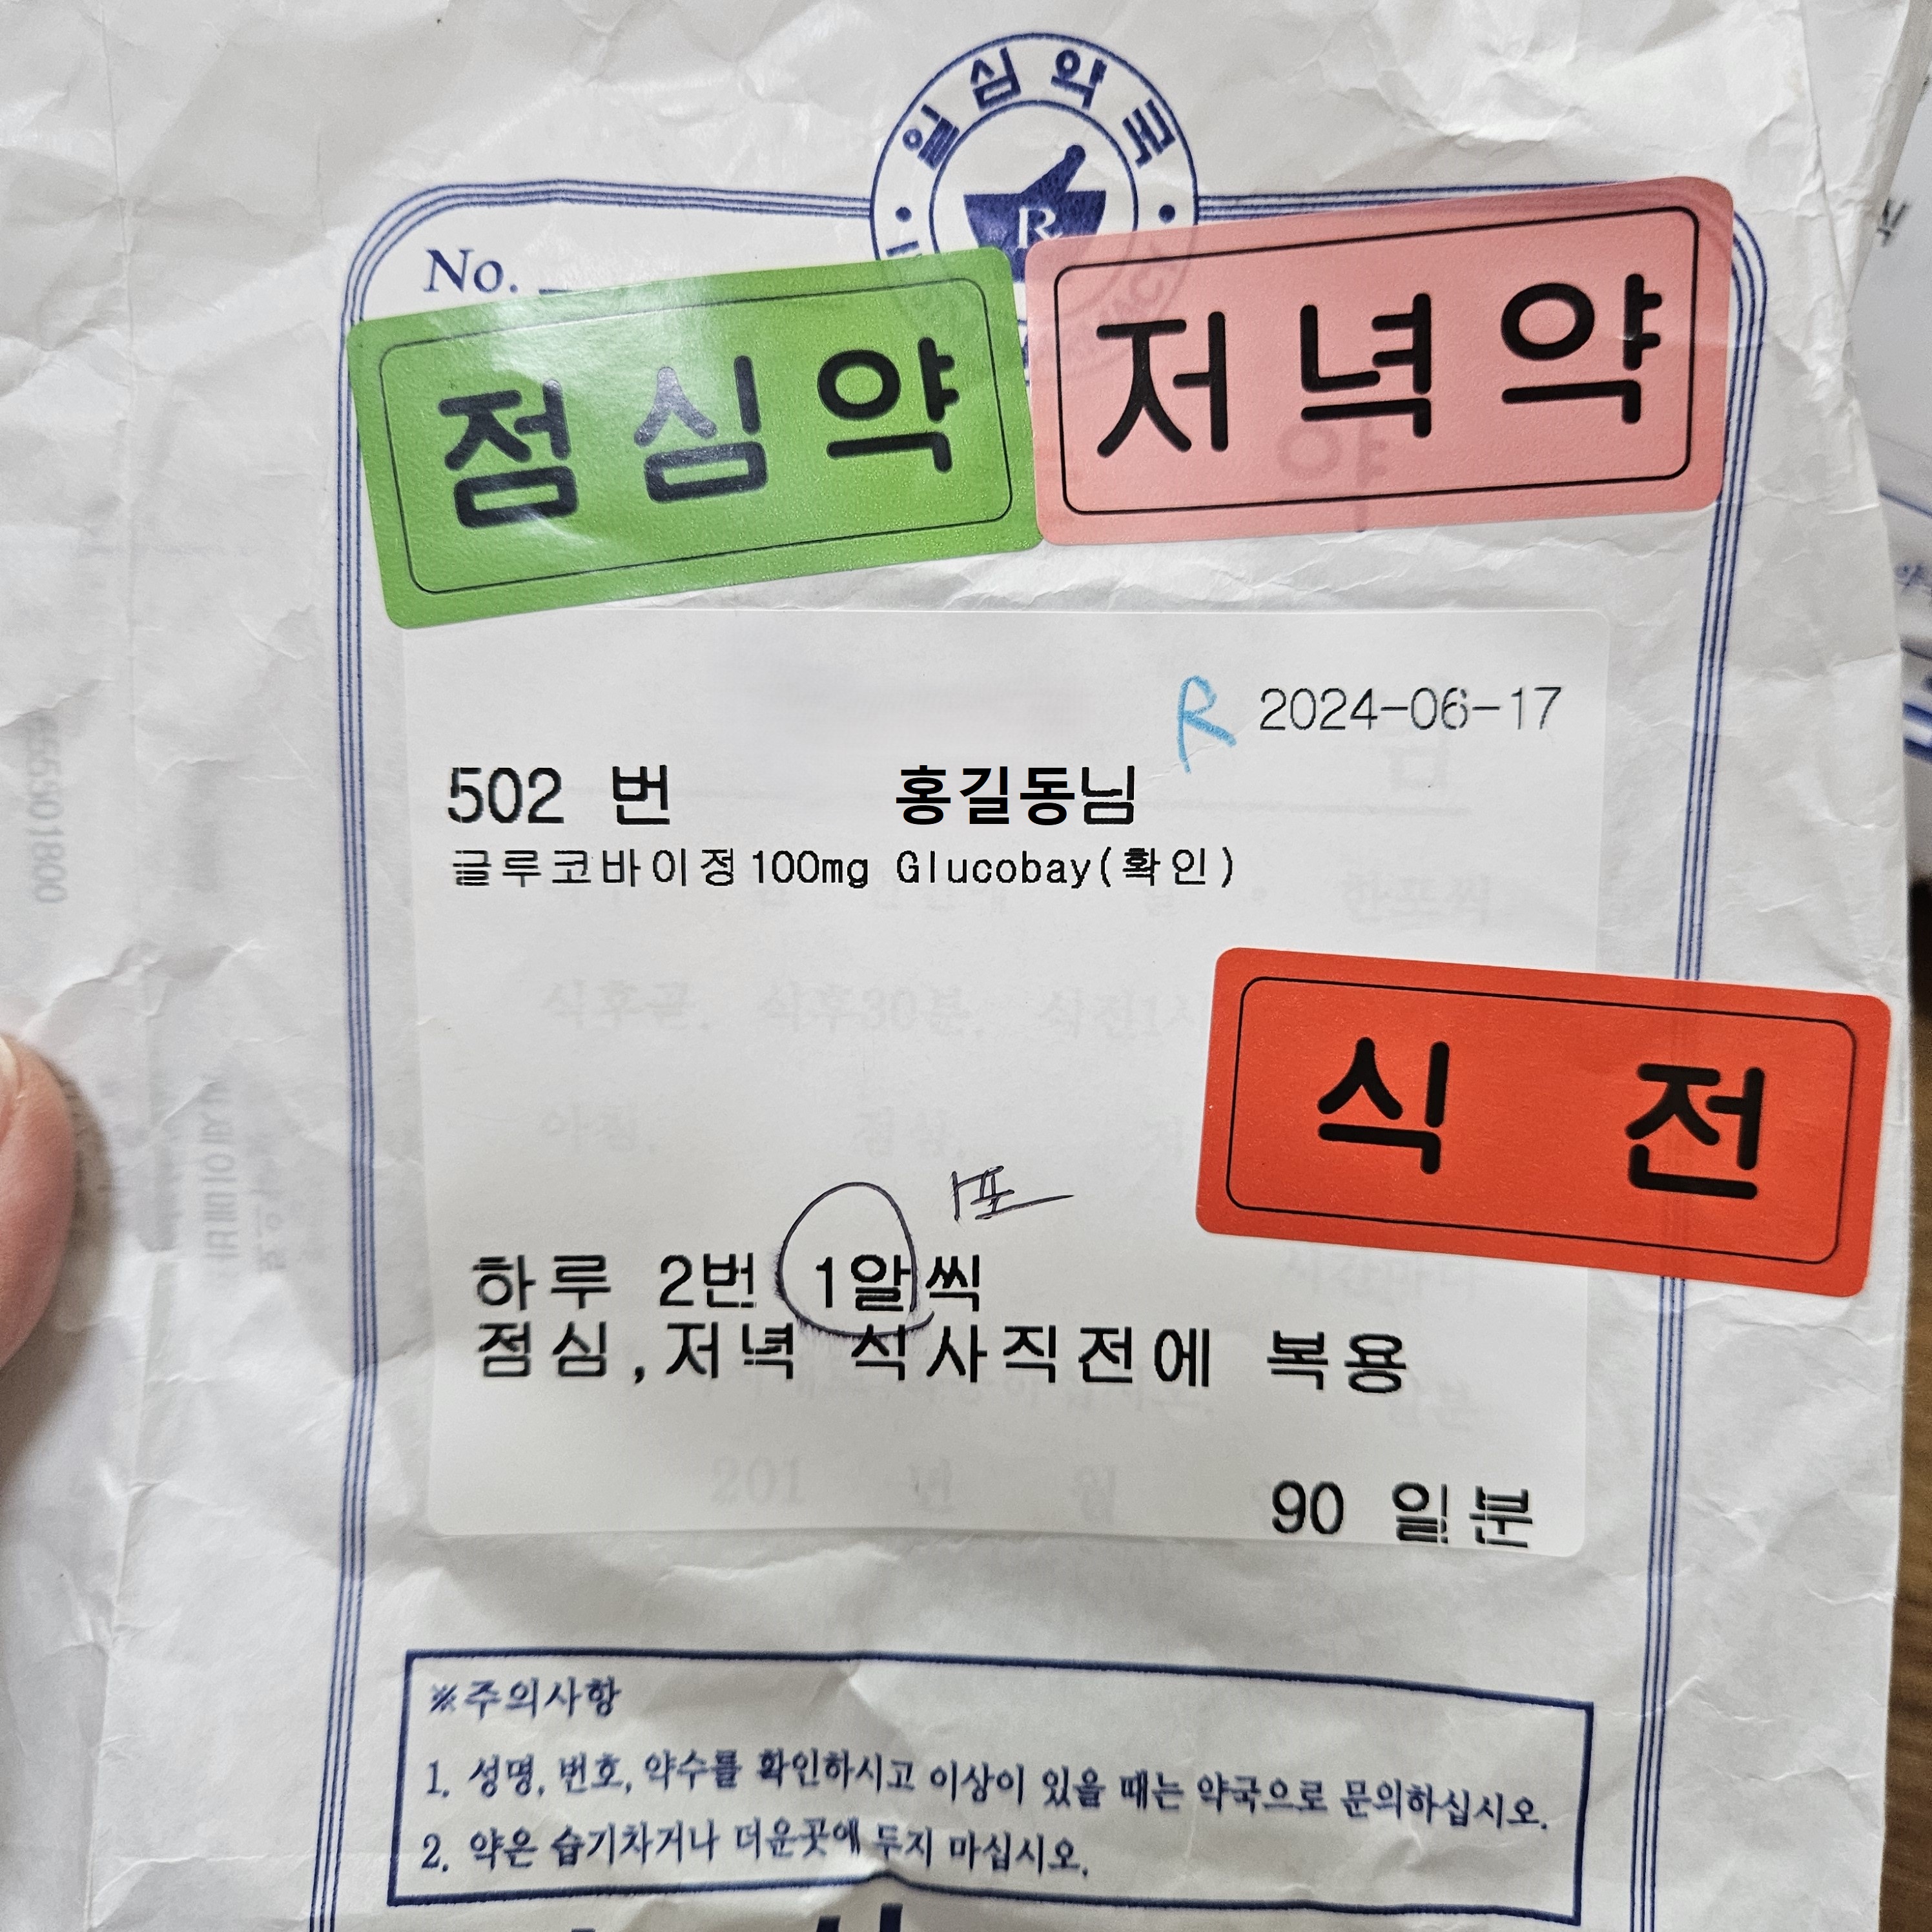 일심약국
R
No.
점심약
저녁약
R 2024-06-17
502 번 홍길동님
글루코바이정100mg Glucobay(확인)
식 전
하루 2번 1알씩
점심,저녁 식사직전에 복용
90 일분
※주의사항
1. 성명, 번호, 약수를 확인하시고 이상이 있을 때는 약국으로 문의하십시오.
2. 약은 습기차거나 더운곳에 두지 마십시오.